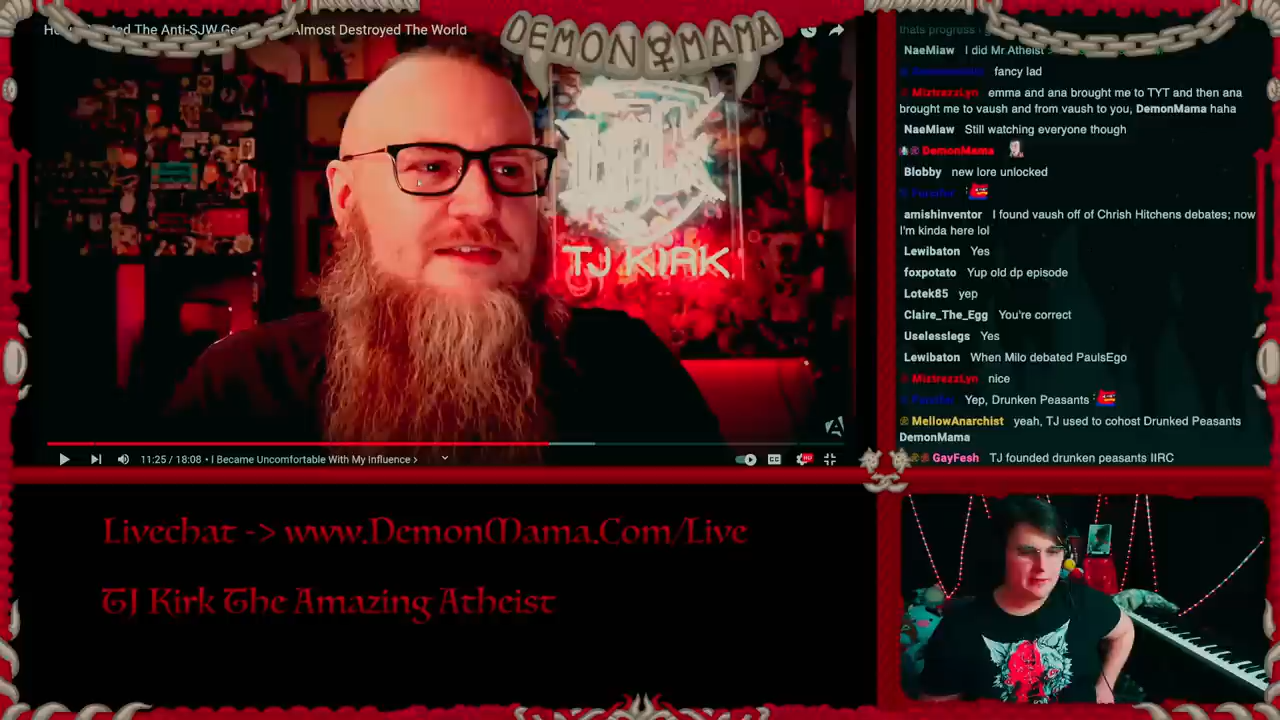 The Anti-SJW
Almost Destroyed The World
DEMON MAMA
TJ KIRK
11:25 / 18:08 • I Became Uncomfortable With My Influence >
CC
HD
Livechat -> www.DemonMama.Com/Live
TJ Kirk The Amazing Atheist
thats progress
NaeMiaw I did Mr Atheist
fancy lad
MiztrezzLyn emma and ana brought me to TYT and then ana
brought me to vaush and from vaush to you, DemonMama haha
NaeMiaw Still watching everyone though
DemonMama
Blobby new lore unlocked
amishinventor I found vaush off of Chrish Hitchens debates; now
I'm kinda here lol
Lewibaton Yes
foxpotato Yup old dp episode
Lotek85 yep
Claire_The_Egg You're correct
Uselesslegs Yes
Lewibaton When Milo debated PaulsEgo
MiztrezzLyn nice
Yep, Drunken Peasants
MellowAnarchist yeah, TJ used to cohost Drunked Peasants
DemonMama
GayFesh TJ founded drunken peasants IIRC